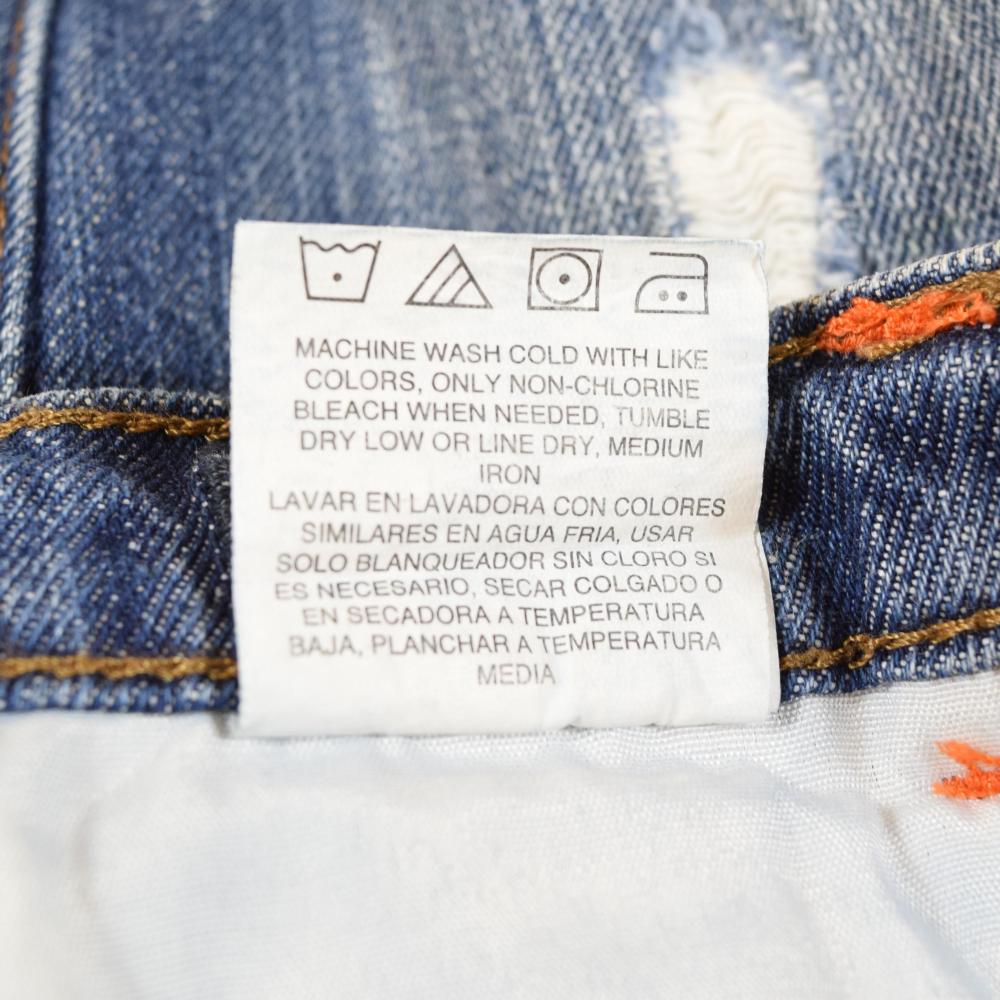 MACHINE WASH COLD WITH LIKE
COLORS, ONLY NON-CHLORINE
BLEACH WHEN NEEDED, TUMBLE
DRY LOW OR LINE DRY, MEDIUM
IRON
LAVAR EN LAVADORA CON COLORES
SIMILARES EN AGUA FRIA, USAR
SOLO BLANQUEADOR SIN CLORO SI
ES NECESARIO, SECAR COLGADO O
EN SECADORA A TEMPERATURA
BAJA, PLANCHAR A TEMPERATURA
MEDIA